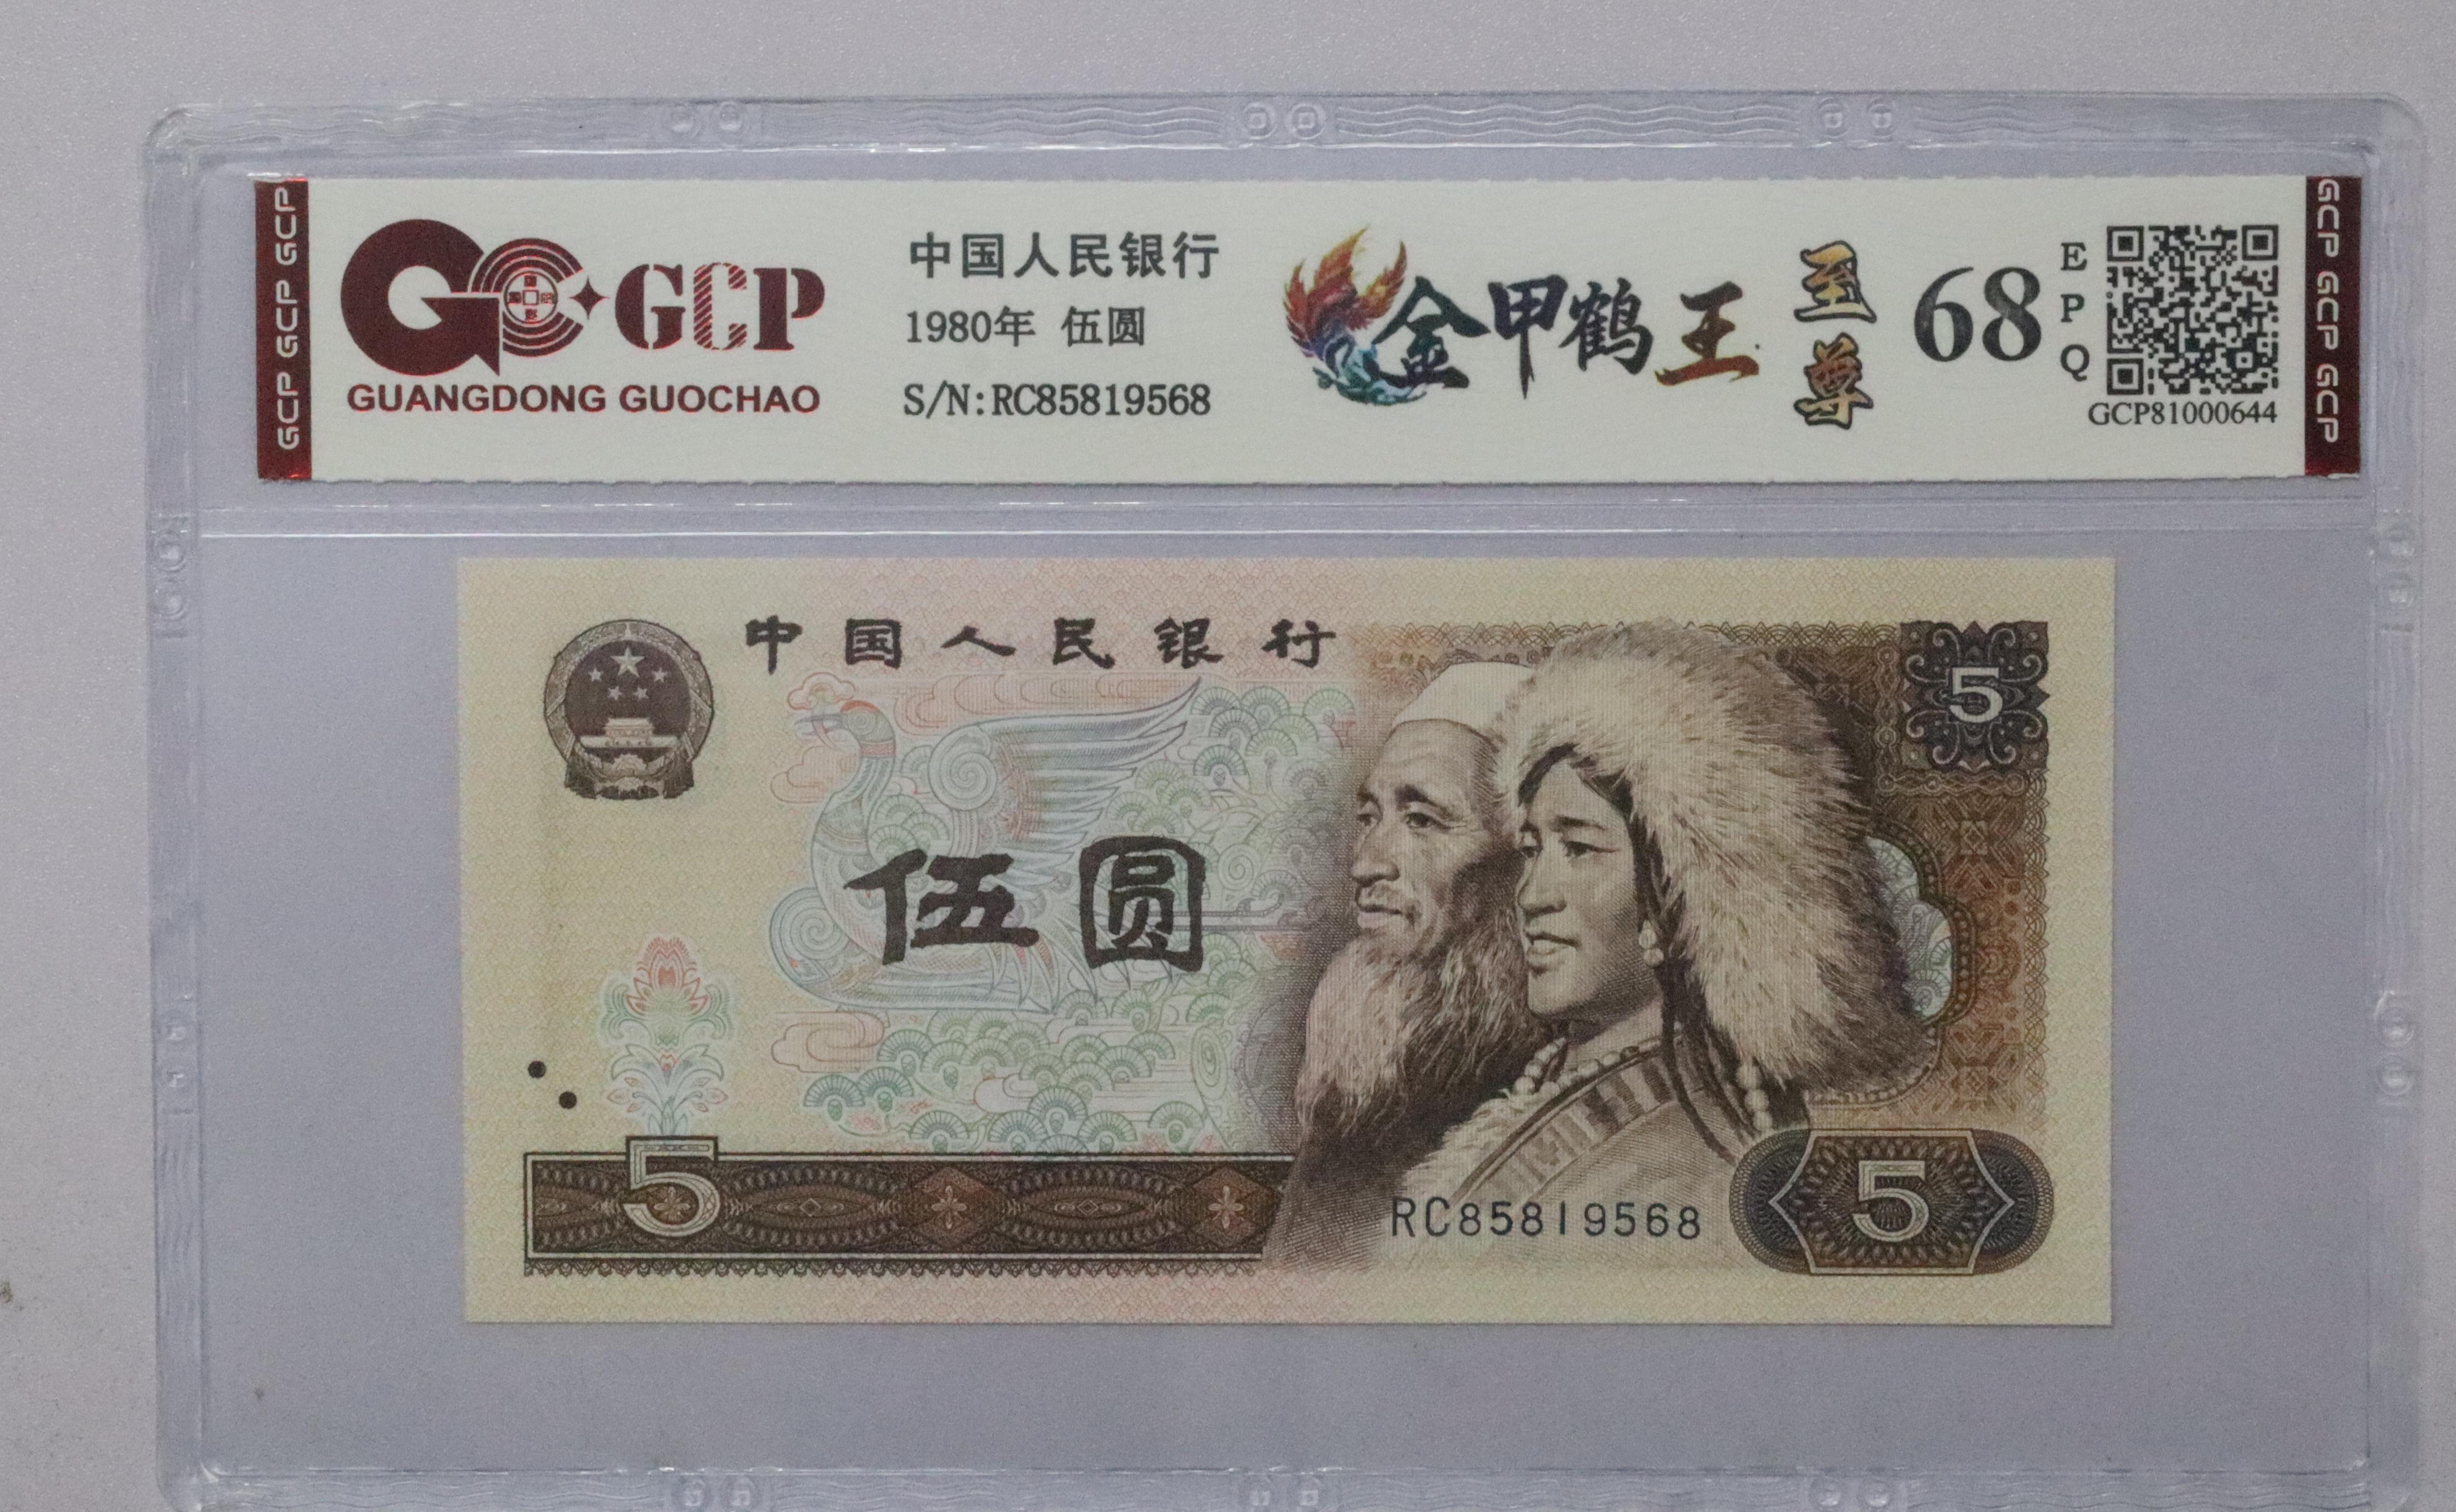 GCP GCP GCP
GCP
GUANGDONG GUOCHAO
中国人民银行
1980年 伍圆
S/N:RC85819568
金甲鹤王
至尊
68
EPQ
GCP81000644
GCP GCP GCP
中国人民银行
5
伍圆
5
RC85819568
5